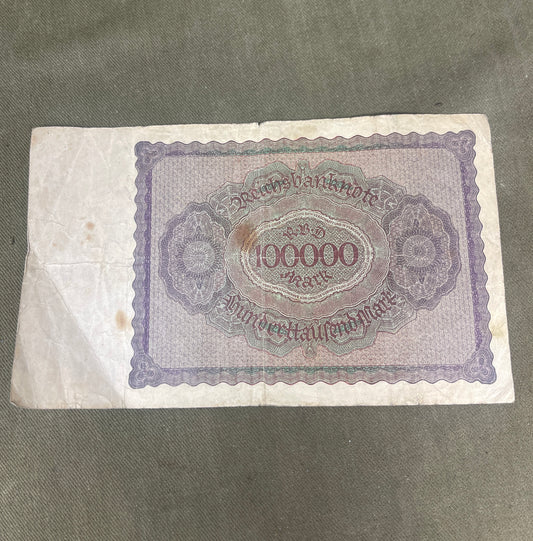 Reichsbanknote
R.B.D
100000
Mark
Hunderttausend Mark